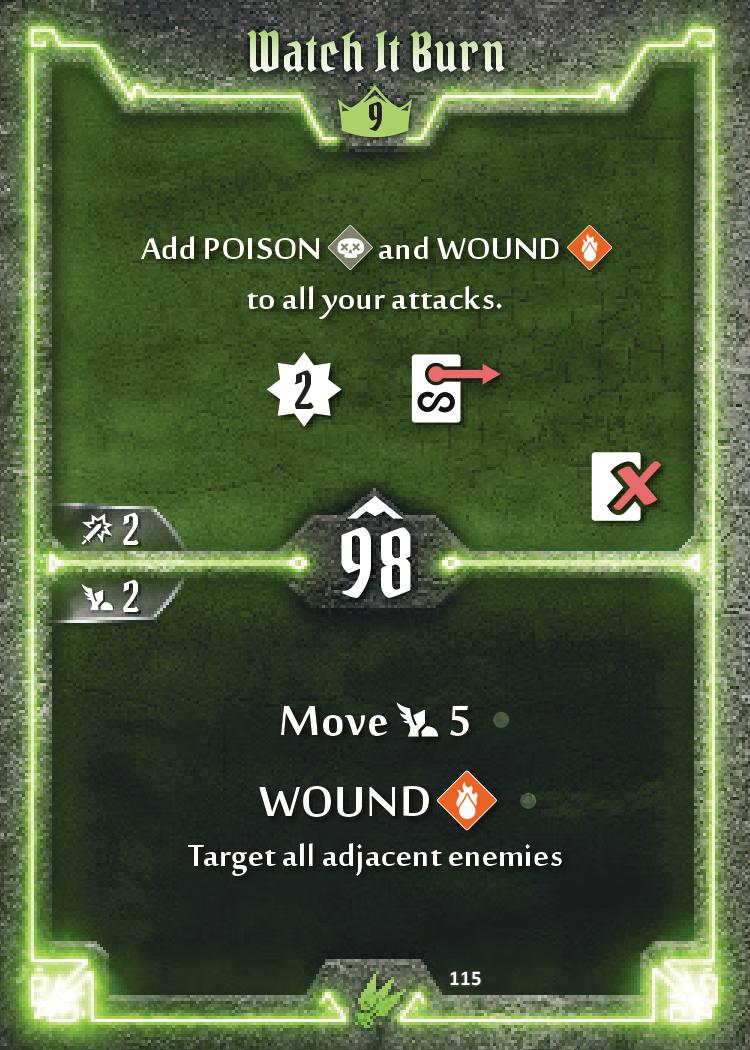 Watch It Burn
9
Add POISON and WOUND
to all your attacks.
2
2
98
2
Move 5
WOUND
Target all adjacent enemies
115